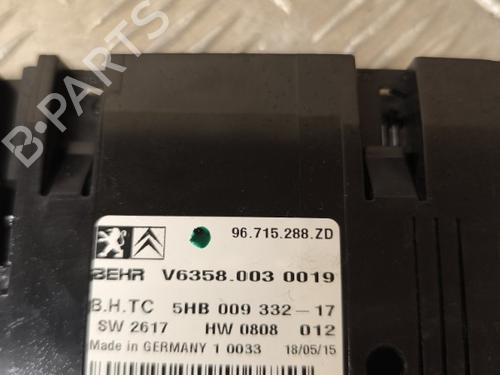 96.715.288.ZD
BEHR V6358.003 0019
B.H.TC 5HB 009 332-17
SW 2617 HW 0808 012
Made in GERMANY 1 0033 18/05/15
B-PARTS